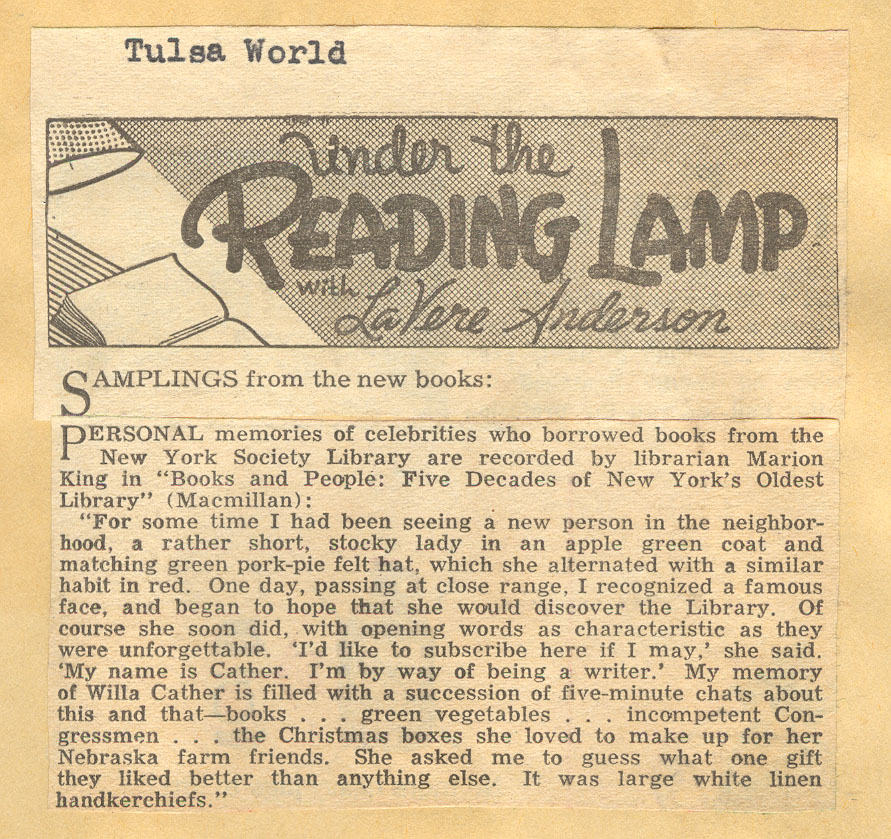 Tulsa World
Under the
READING LAMP
with LaVere Anderson
SAMPLINGS from the new books:
PERSONAL memories of celebrities who borrowed books from the
New York Society Library are recorded by librarian Marion
King in "Books and People: Five Decades of New York's Oldest
Library" (Macmillan):
"For some time I had been seeing a new person in the neighbor-
hood, a rather short, stocky lady in an apple green coat and
matching green pork-pie felt hat, which she alternated with a similar
habit in red. One day, passing at close range, I recognized a famous
face, and began to hope that she would discover the Library. Of
course she soon did, with opening words as characteristic as they
were unforgettable. 'I'd like to subscribe here if I may,' she said.
'My name is Cather. I'm by way of being a writer.' My memory
of Willa Cather is filled with a succession of five-minute chats about
this and that—books . . . green vegetables . . . incompetent Con-
gressmen . . . the Christmas boxes she loved to make up for her
Nebraska farm friends. She asked me to guess what one gift
they liked better than anything else. It was large white linen
handkerchiefs."